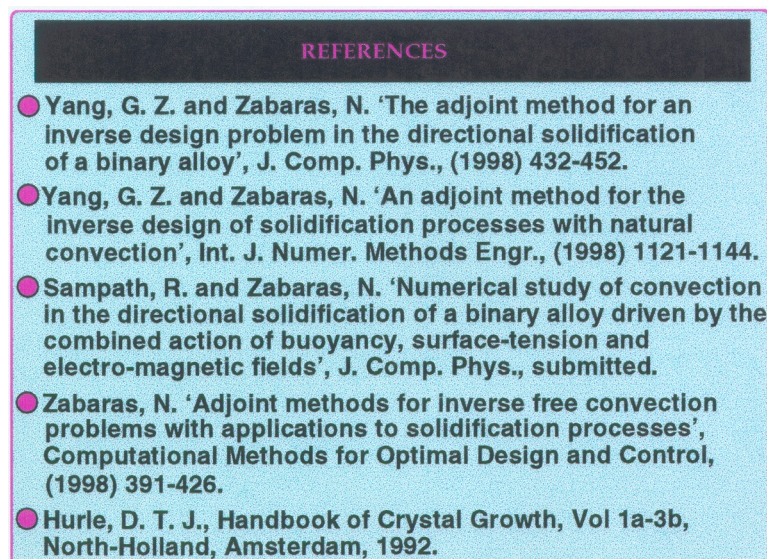 REFERENCES
Yang, G. Z. and Zabaras, N. ‘The adjoint method for an
inverse design problem in the directional solidification
of a binary alloy’, J. Comp. Phys., (1998) 432-452.
Yang, G. Z. and Zabaras, N. ‘An adjoint method for the
inverse design of solidification processes with natural
convection’, Int. J. Numer. Methods Engr., (1998) 1121-1144.
Sampath, R. and Zabaras, N. ‘Numerical study of convection
in the directional solidification of a binary alloy driven by the
combined action of buoyancy, surface-tension and
electro-magnetic fields’, J. Comp. Phys., submitted.
Zabaras, N. ‘Adjoint methods for inverse free convection
problems with applications to solidification processes’,
Computational Methods for Optimal Design and Control,
(1998) 391-426.
Hurle, D. T. J., Handbook of Crystal Growth, Vol 1a-3b,
North-Holland, Amsterdam, 1992.